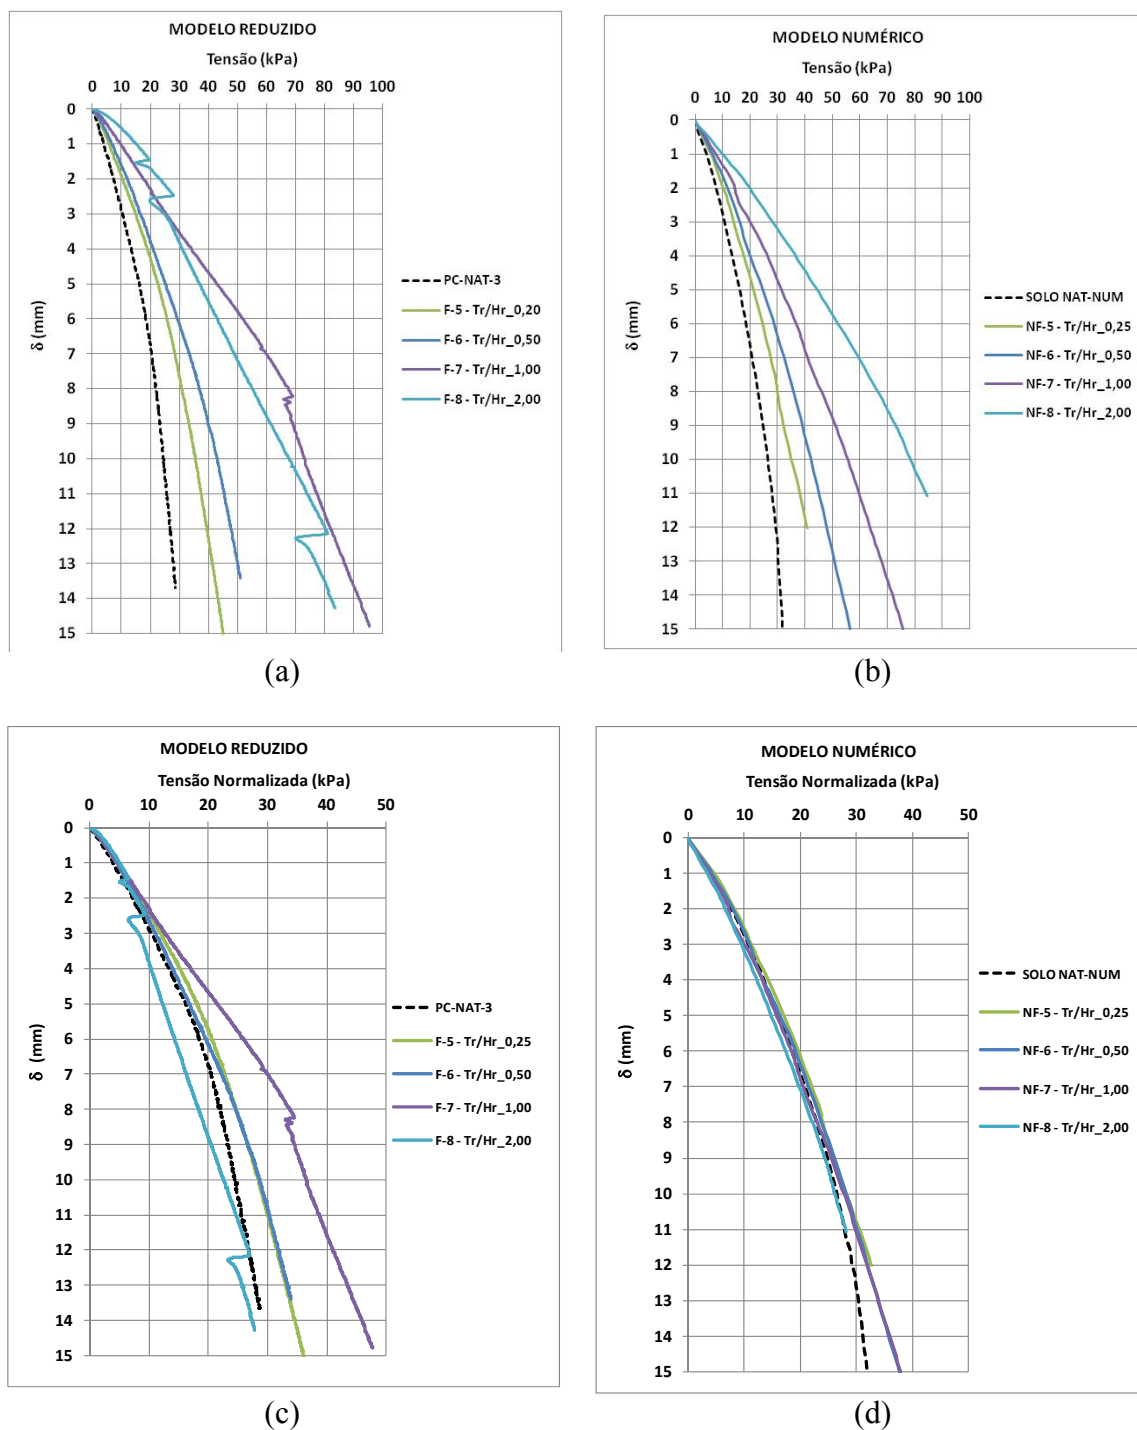 MODELO REDUZIDO
Tensão (kPa)
0 10 20 30 40 50 60 70 80 90 100
0
1
2
3
4
5
6
7
8
9
10
11
12
13
14
15
δ (mm)
PC-NAT-3
F-5 - Tr/Hr_0,20
F-6 - Tr/Hr_0,50
F-7 - Tr/Hr_1,00
F-8 - Tr/Hr_2,00
(a)
MODELO NUMÉRICO
Tensão (kPa)
0 10 20 30 40 50 60 70 80 90 100
0
1
2
3
4
5
6
7
8
9
10
11
12
13
14
15
δ (mm)
SOLO NAT-NUM
NF-5 - Tr/Hr_0,25
NF-6 - Tr/Hr_0,50
NF-7 - Tr/Hr_1,00
NF-8 - Tr/Hr_2,00
(b)
MODELO REDUZIDO
Tensão Normalizada (kPa)
0 10 20 30 40 50
0
1
2
3
4
5
6
7
8
9
10
11
12
13
14
15
δ (mm)
PC-NAT-3
F-5 - Tr/Hr_0,25
F-6 - Tr/Hr_0,50
F-7 - Tr/Hr_1,00
F-8 - Tr/Hr_2,00
(c)
MODELO NUMÉRICO
Tensão Normalizada (kPa)
0 10 20 30 40 50
0
1
2
3
4
5
6
7
8
9
10
11
12
13
14
15
δ (mm)
SOLO NAT-NUM
NF-5 - Tr/Hr_0,25
NF-6 - Tr/Hr_0,50
NF-7 - Tr/Hr_1,00
NF-8 - Tr/Hr_2,00
(d)